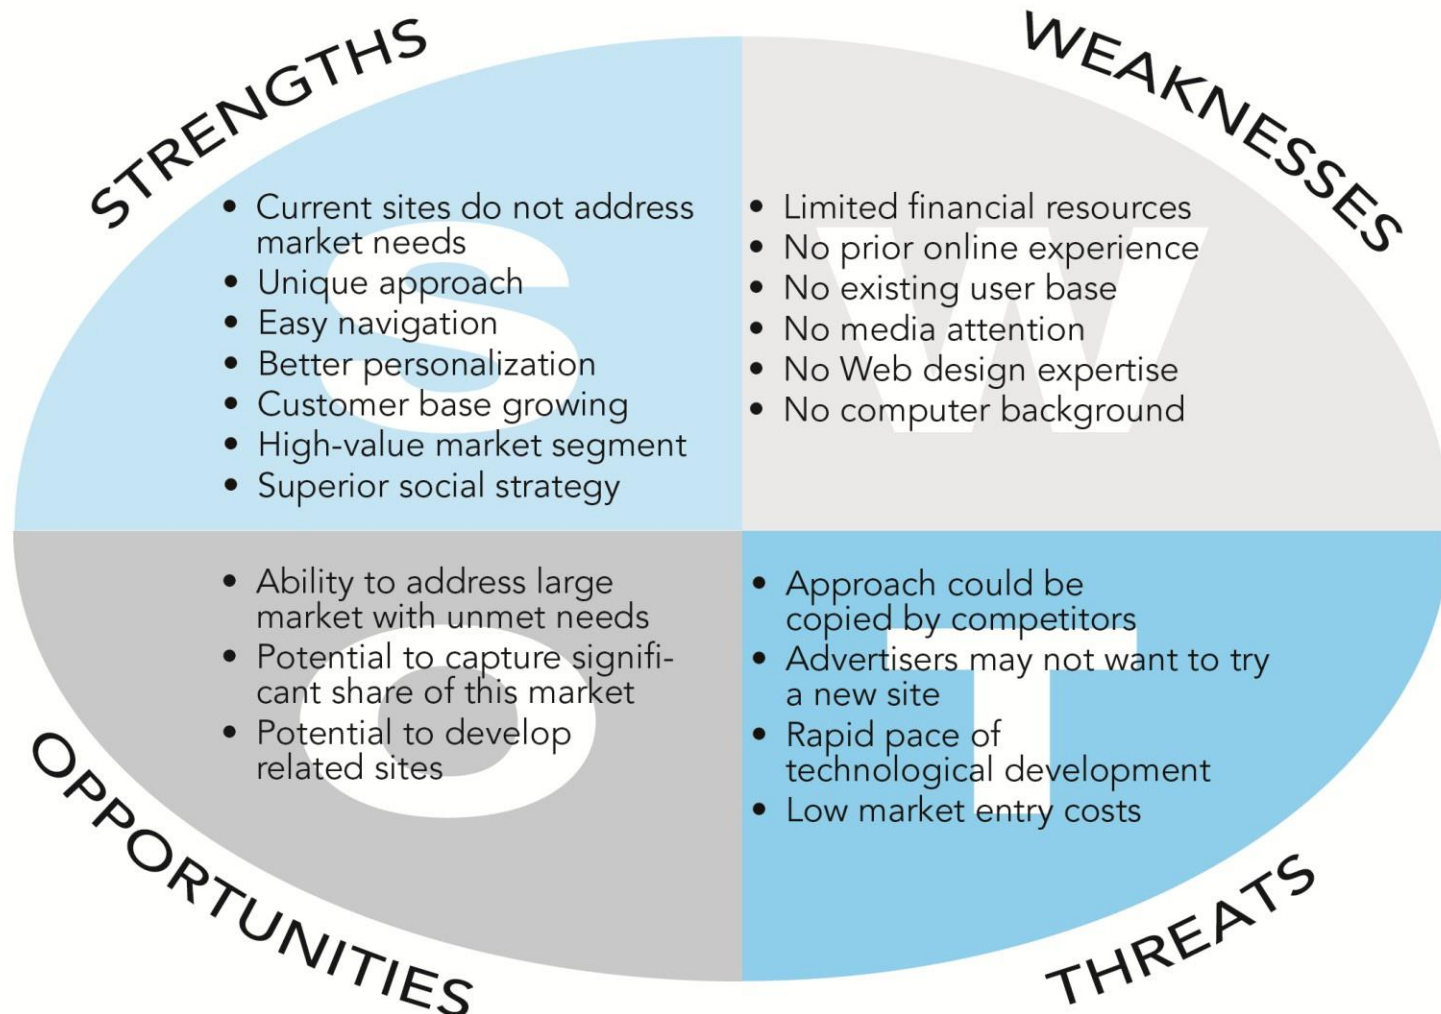 STRENGTHS
• Current sites do not address
market needs
• Unique approach
• Easy navigation
• Better personalization
• Customer base growing
• High-value market segment
• Superior social strategy
S
WEAKNESSES
• Limited financial resources
• No prior online experience
• No existing user base
• No media attention
• No Web design expertise
• No computer background
W
OPPORTUNITIES
• Ability to address large
market with unmet needs
• Potential to capture signifi-
cant share of this market
• Potential to develop
related sites
O
THREATS
• Approach could be
copied by competitors
• Advertisers may not want to try
a new site
• Rapid pace of
technological development
• Low market entry costs
T